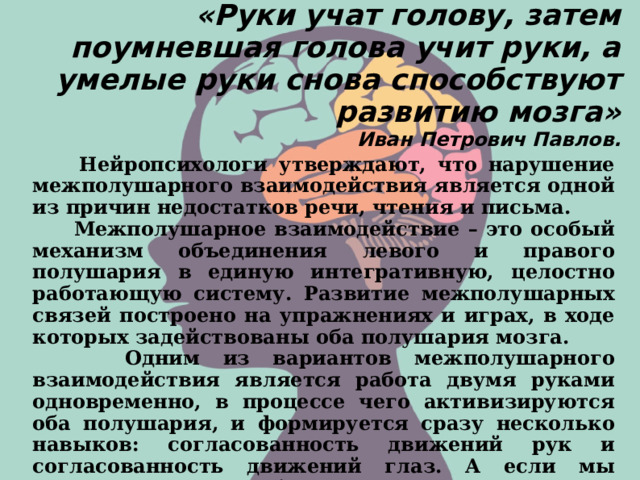 «Руки учат голову, затем
поумневшая голова учит руки, а
умелые руки снова способствуют
развитию мозга»
Иван Петрович Павлов.
Нейропсихологи утверждают, что нарушение
межполушарного взаимодействия является одной
из причин недостатков речи, чтения и письма.
Межполушарное взаимодействие – это особый
механизм объединения левого и правого
полушария в единую интегративную, целостно
работающую систему. Развитие межполушарных
связей построено на упражнениях и играх, в ходе
которых задействованы оба полушария мозга.
Одним из вариантов межполушарного
взаимодействия является работа двумя руками
одновременно, в процессе чего активизируются
оба полушария, и формируется сразу несколько
навыков: согласованность движений рук и
согласованность движений глаз. А если мы